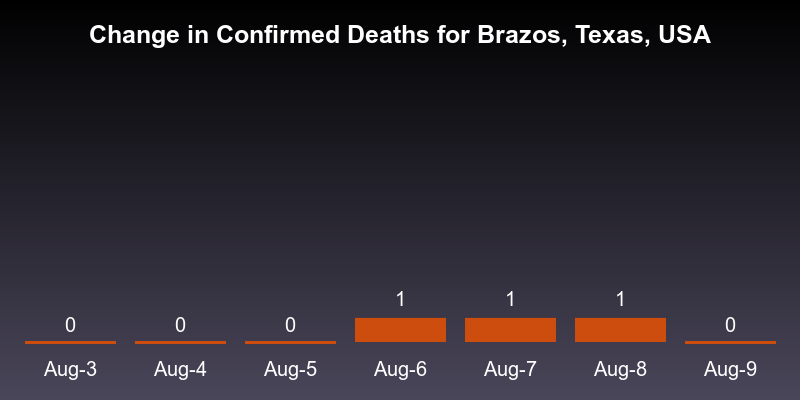 Change in Confirmed Deaths for Brazos, Texas, USA
0 0 0 1 1 1 0
Aug-3 Aug-4 Aug-5 Aug-6 Aug-7 Aug-8 Aug-9